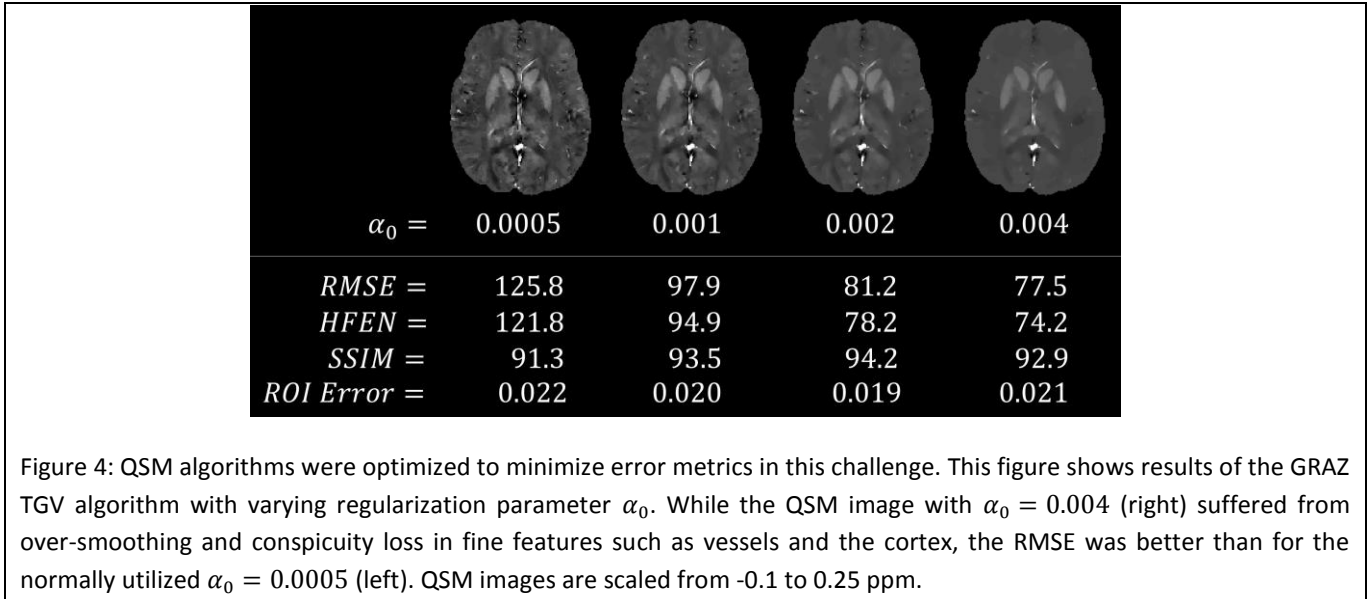 α₀ = 0.0005 0.001 0.002 0.004
RMSE = 125.8 97.9 81.2 77.5
HFEN = 121.8 94.9 78.2 74.2
SSIM = 91.3 93.5 94.2 92.9
ROI Error = 0.022 0.020 0.019 0.021
Figure 4: QSM algorithms were optimized to minimize error metrics in this challenge. This figure shows results of the GRAZ
TGV algorithm with varying regularization parameter α₀. While the QSM image with α₀ = 0.004 (right) suffered from
over-smoothing and conspicuity loss in fine features such as vessels and the cortex, the RMSE was better than for the
normally utilized α₀ = 0.0005 (left). QSM images are scaled from -0.1 to 0.25 ppm.